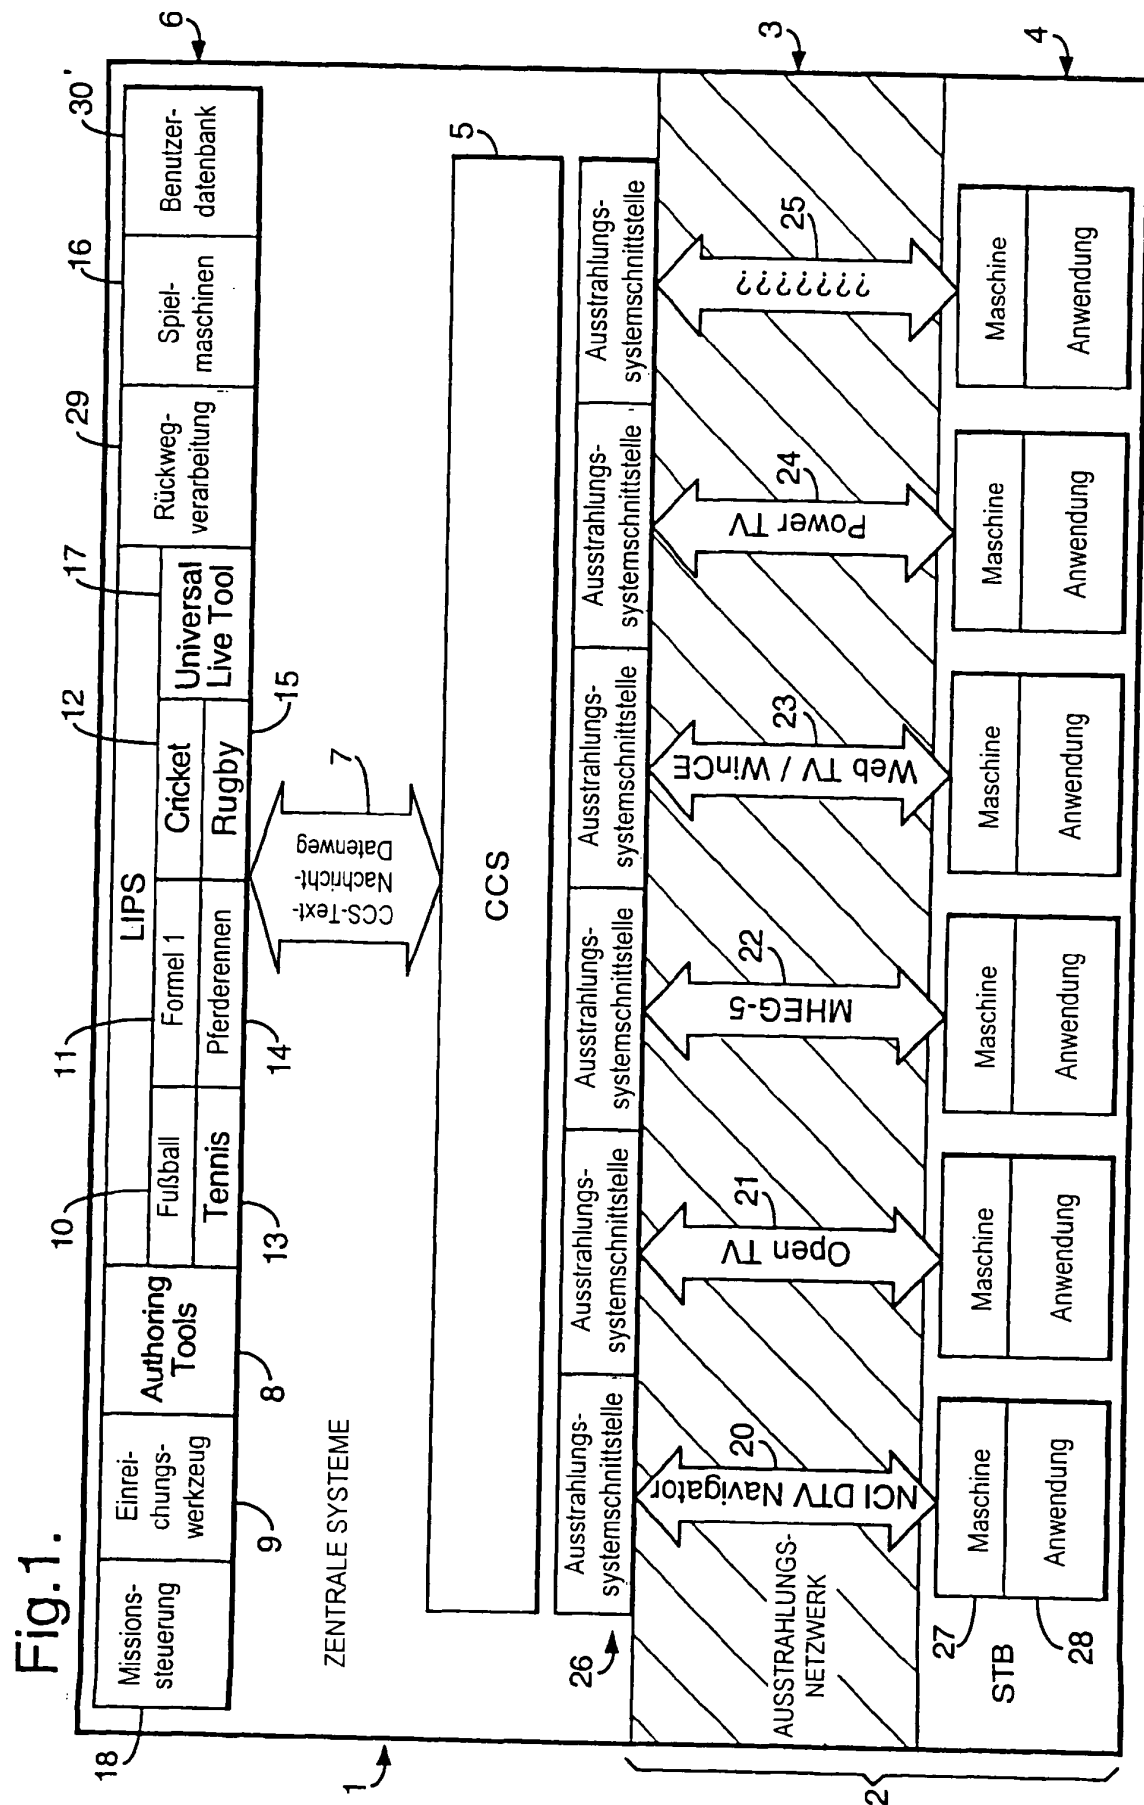 Fig.1.
18
9
8
10
11
12
17
29
16
30'
6
Missions-
steuerung
Einrei-
chungs-
werkzeug
Authoring
Tools
LIPS
Fußball
Formel 1
Cricket
Tennis
Pferderennen
Rugby
Universal
Live Tool
Rückweg-
verarbeitung
Spiel-
maschinen
Benutzer-
datenbank
13
14
15
ZENTRALE SYSTEME
CCS-Text-
Nachricht-
Datenweg
7
1
CCS
5
26
Ausstrahlungs-
systemschnittstelle
Ausstrahlungs-
systemschnittstelle
Ausstrahlungs-
systemschnittstelle
Ausstrahlungs-
systemschnittstelle
Ausstrahlungs-
systemschnittstelle
Ausstrahlungs-
systemschnittstelle
AUSSTRAHLUNGS-
NETZWERK
NCI DTV Navigator
20
Open TV
21
MHEG-5
22
Web TV / WinCE
23
Power TV
24
???????
25
3
2
STB
27
28
Maschine
Anwendung
Maschine
Anwendung
Maschine
Anwendung
Maschine
Anwendung
Maschine
Anwendung
Maschine
Anwendung
4